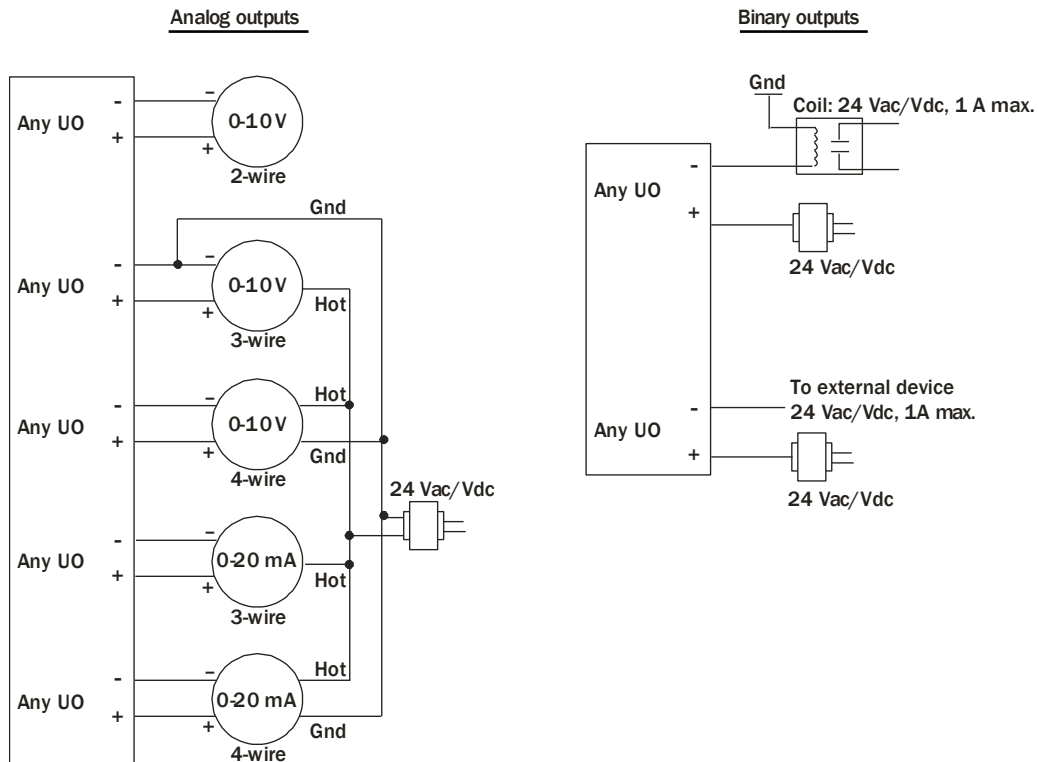 Analog outputs
Any UO
-
+
-
+
0-10 V
2-wire
Gnd
Any UO
-
+
-
+
0-10 V
Hot
3-wire
Any UO
-
+
-
+
0-10 V
Hot
Gnd
4-wire
24 Vac/Vdc
Any UO
-
+
-
+
0-20 mA
Hot
3-wire
Any UO
-
+
-
+
0-20 mA
Hot
Gnd
4-wire
Binary outputs
Gnd
Coil: 24 Vac/Vdc, 1 A max.
Any UO
-
+
24 Vac/Vdc
To external device
24 Vac/Vdc, 1A max.
Any UO
-
+
24 Vac/Vdc